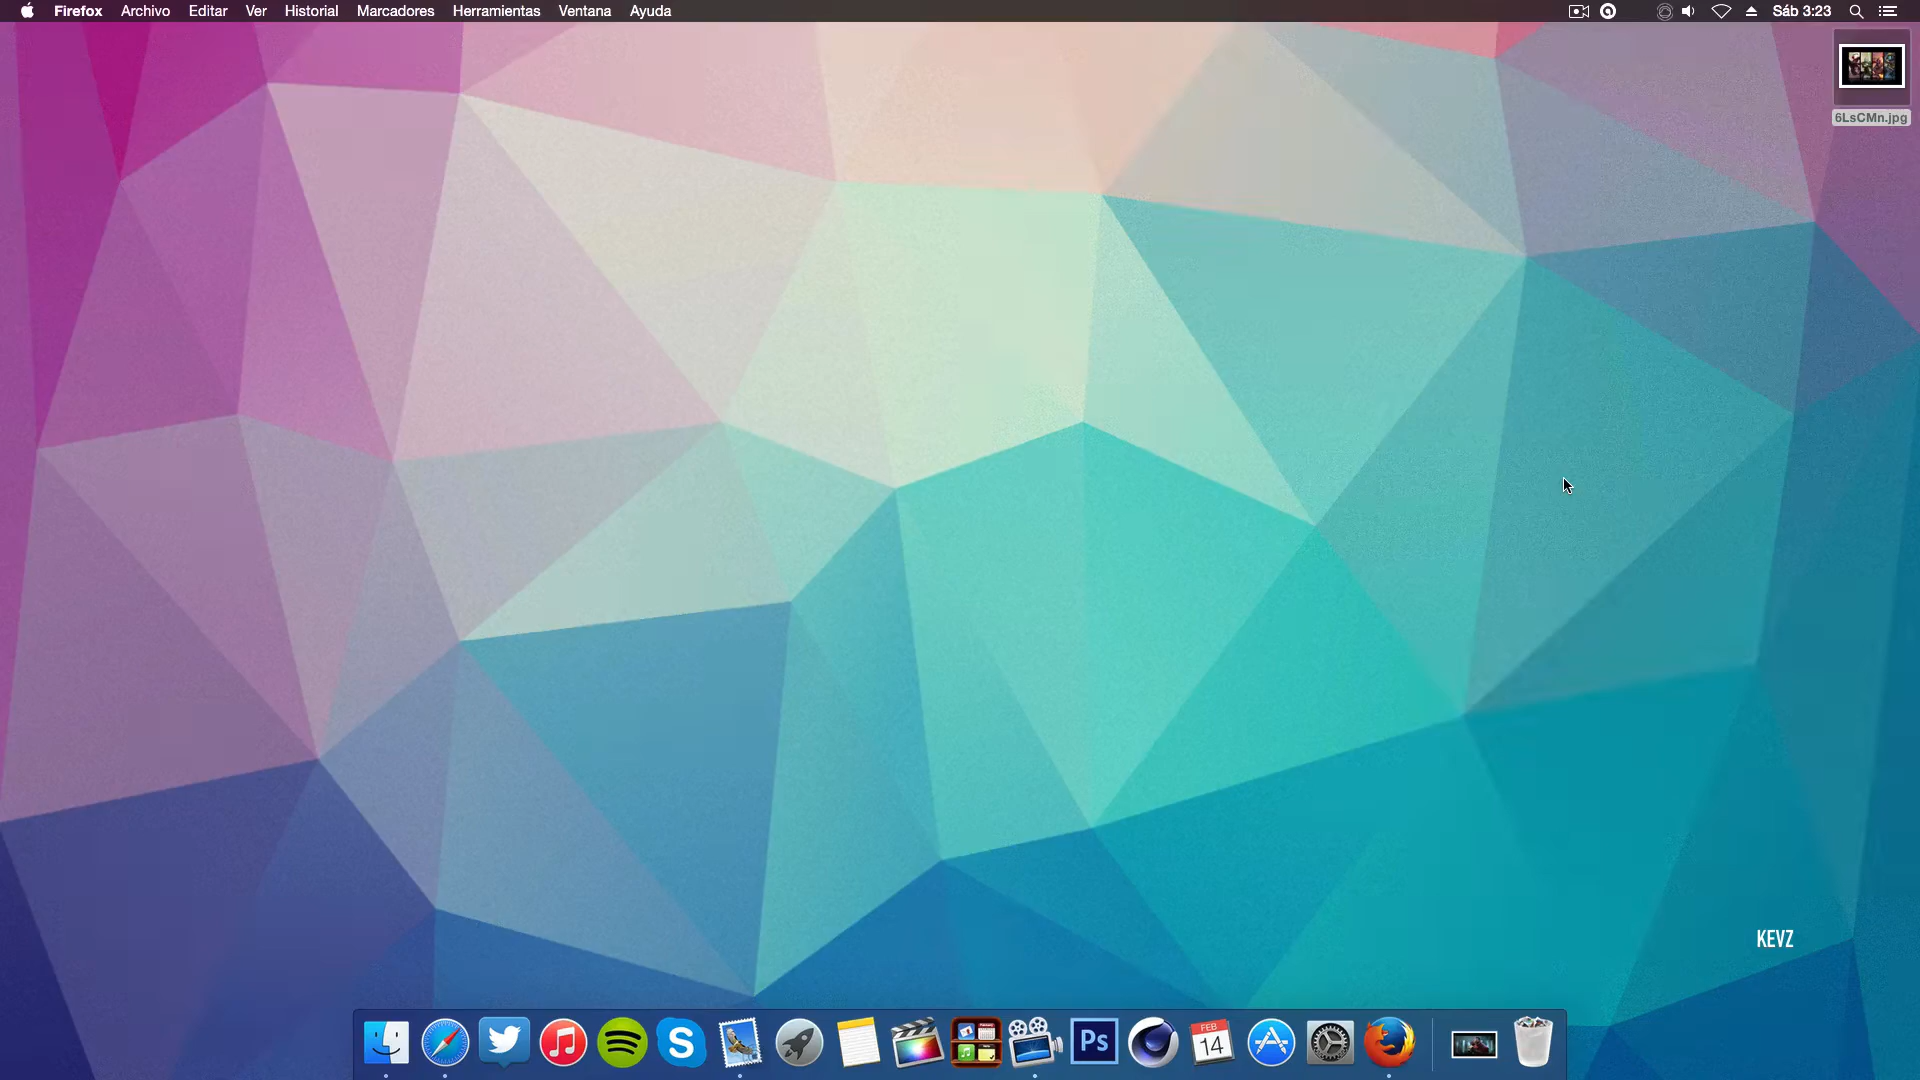 Firefox Archivo Editar Ver Historial Marcadores Herramientas Ventana Ayuda Sáb 3:23
6LsCMn.jpg
KEVZ
Ps
FEB
14